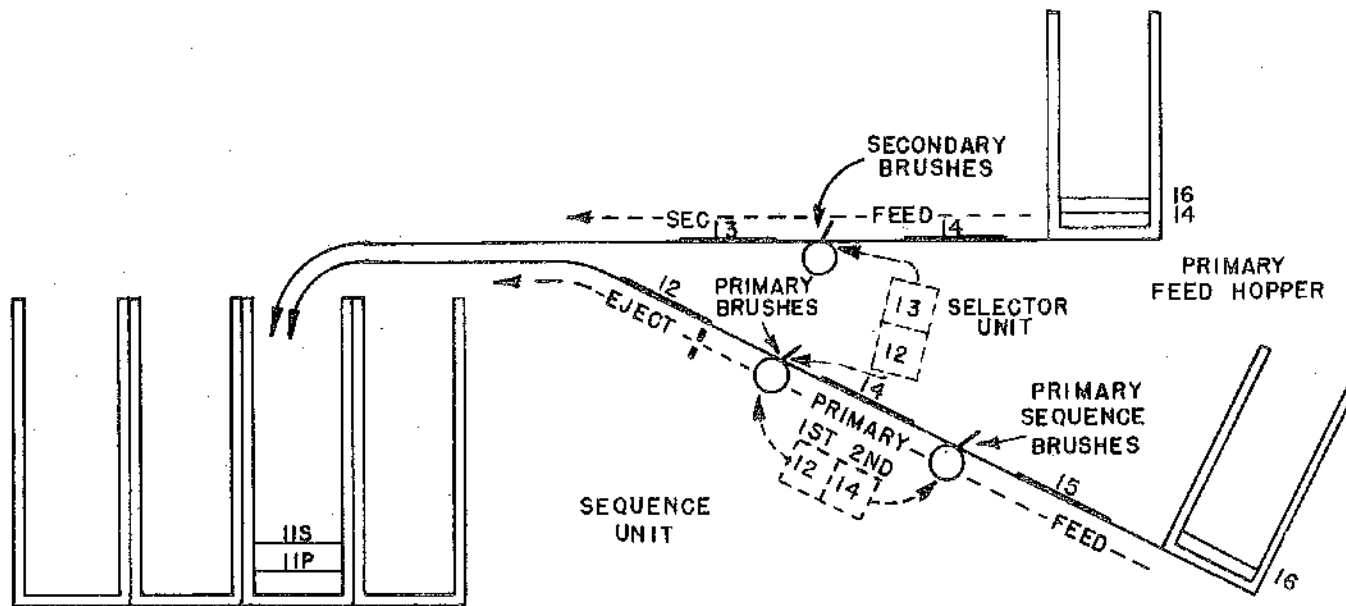 SECONDARY
BRUSHES
16
14
SEC
FEED
13
14
PRIMARY
FEED HOPPER
12
EJECT
PRIMARY
BRUSHES
13
12
SELECTOR
UNIT
14
PRIMARY
1ST 2ND
12
14
PRIMARY
SEQUENCE
BRUSHES
15
FEED
16
SEQUENCE
UNIT
11S
11P